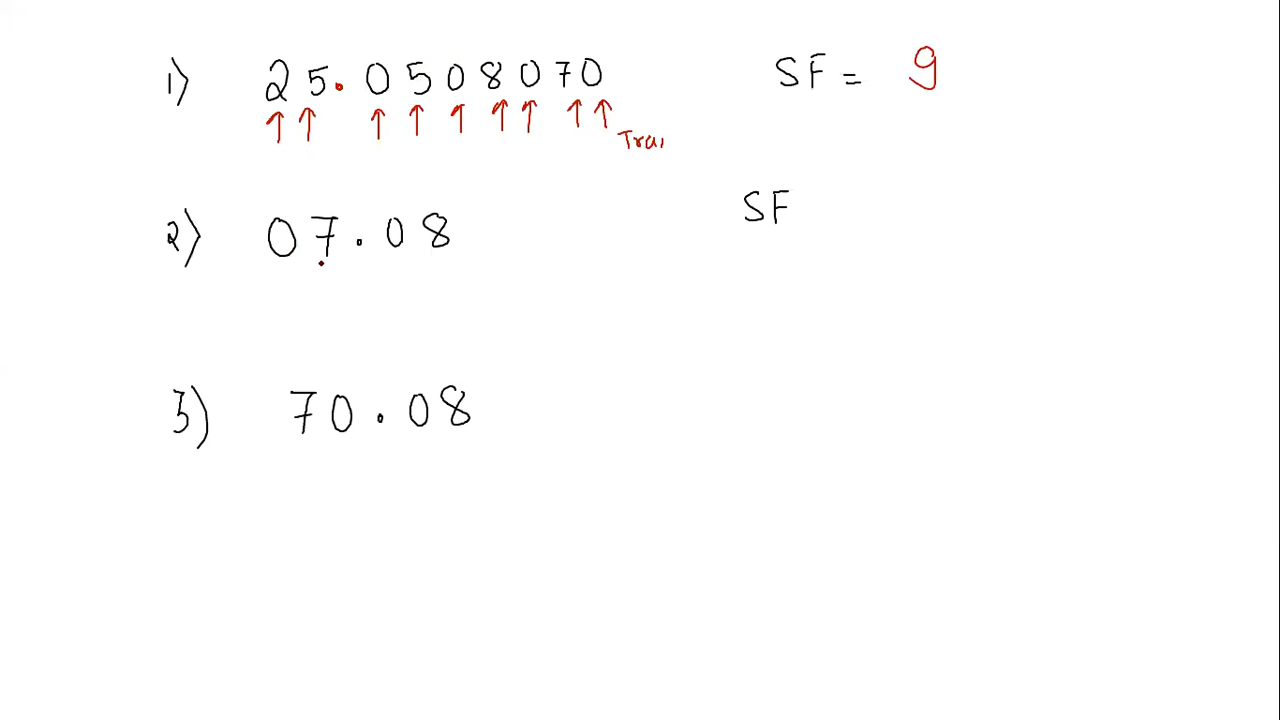 1) 25.0508070 SF = 9
↑ ↑ ↑ ↑ ↑ ↑ ↑ ↑ ↑ Trai
2) 07.08 SF
3) 70.08